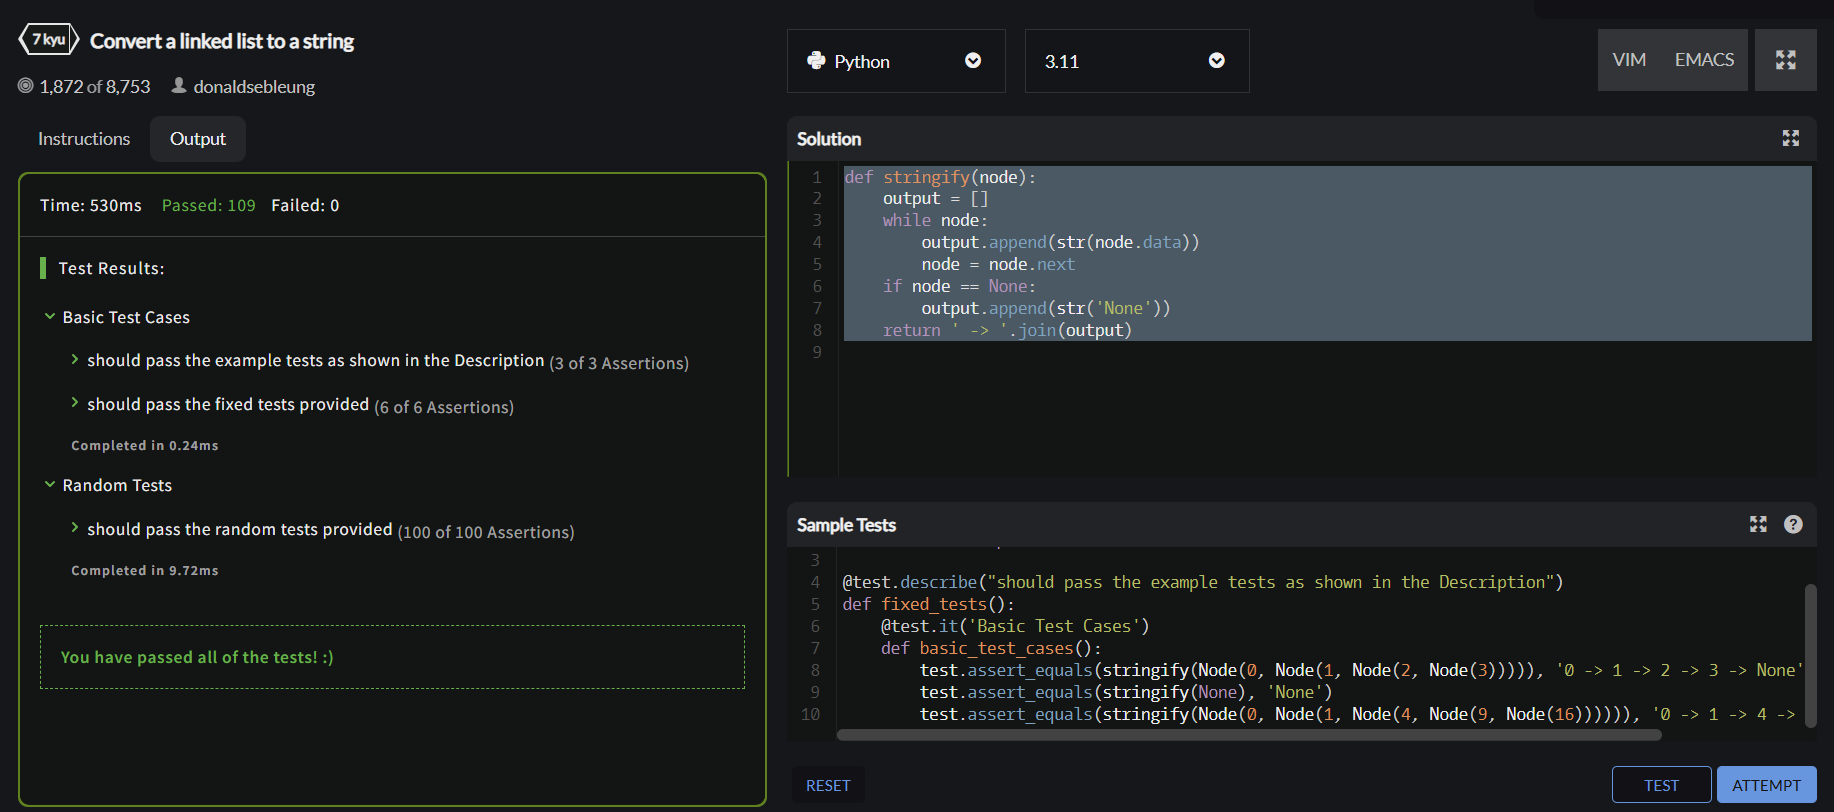 7 kyu Convert a linked list to a string
1,872 of 8,753 donaldsebleung
Instructions Output
Time: 530ms Passed: 109 Failed: 0
Test Results:
Basic Test Cases
should pass the example tests as shown in the Description (3 of 3 Assertions)
should pass the fixed tests provided (6 of 6 Assertions)
Completed in 0.24ms
Random Tests
should pass the random tests provided (100 of 100 Assertions)
Completed in 9.72ms
You have passed all of the tests! :)
Python 3.11 VIM EMACS
Solution
1 def stringify(node):
2     output = []
3     while node:
4         output.append(str(node.data))
5         node = node.next
6     if node == None:
7         output.append(str('None'))
8     return ' -> '.join(output)
9
Sample Tests
3
4 @test.describe("should pass the example tests as shown in the Description")
5 def fixed_tests():
6     @test.it('Basic Test Cases')
7     def basic_test_cases():
8         test.assert_equals(stringify(Node(0, Node(1, Node(2, Node(3))))), '0 -> 1 -> 2 -> 3 -> None'
9         test.assert_equals(stringify(None), 'None')
10         test.assert_equals(stringify(Node(0, Node(1, Node(4, Node(9, Node(16)))))), '0 -> 1 -> 4 ->
RESET TEST ATTEMPT